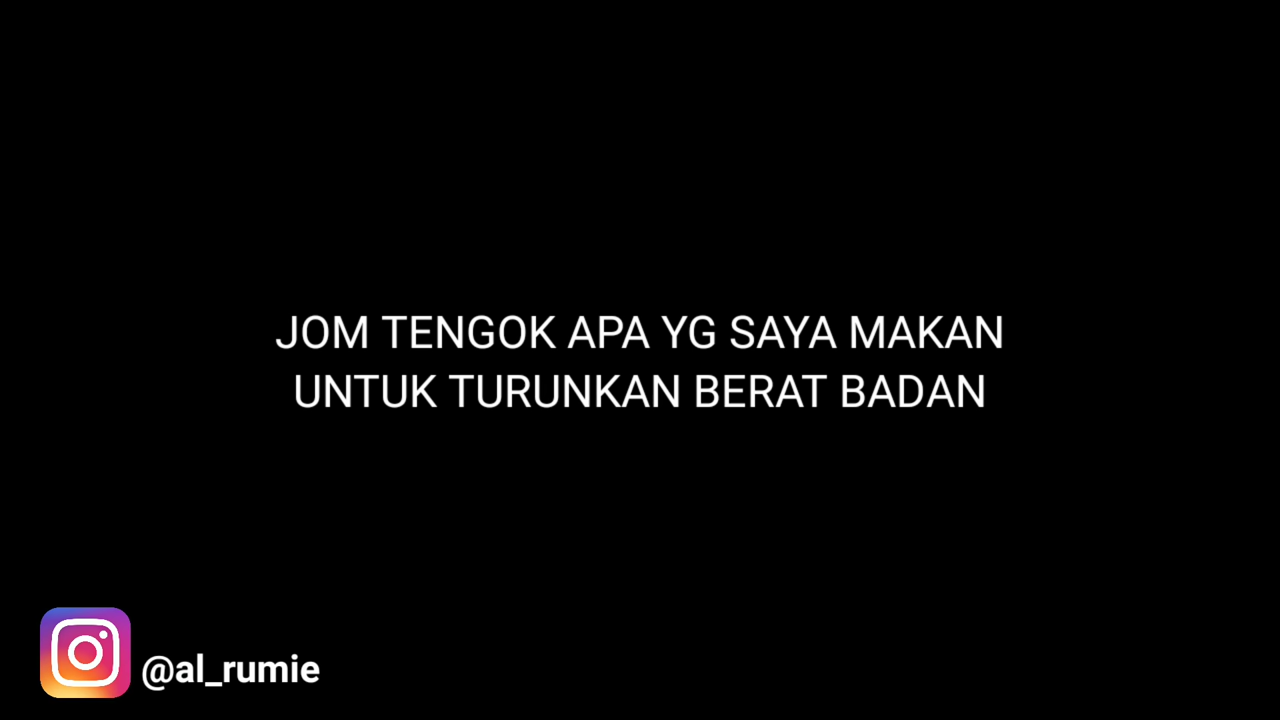 JOM TENGOK APA YG SAYA MAKAN
UNTUK TURUNKAN BERAT BADAN
@al_rumie